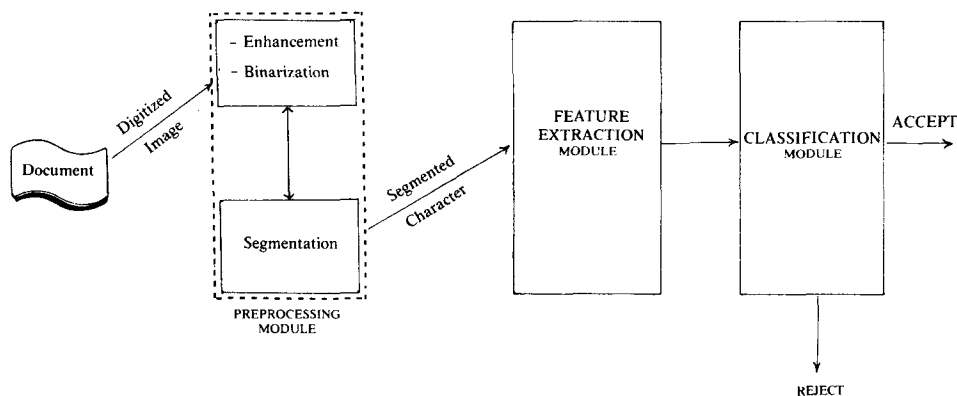 Document
Digitized
Image
- Enhancement
- Binarization
Segmentation
PREPROCESSING
MODULE
Segmented
Character
FEATURE
EXTRACTION
MODULE
CLASSIFICATION
MODULE
ACCEPT
REJECT